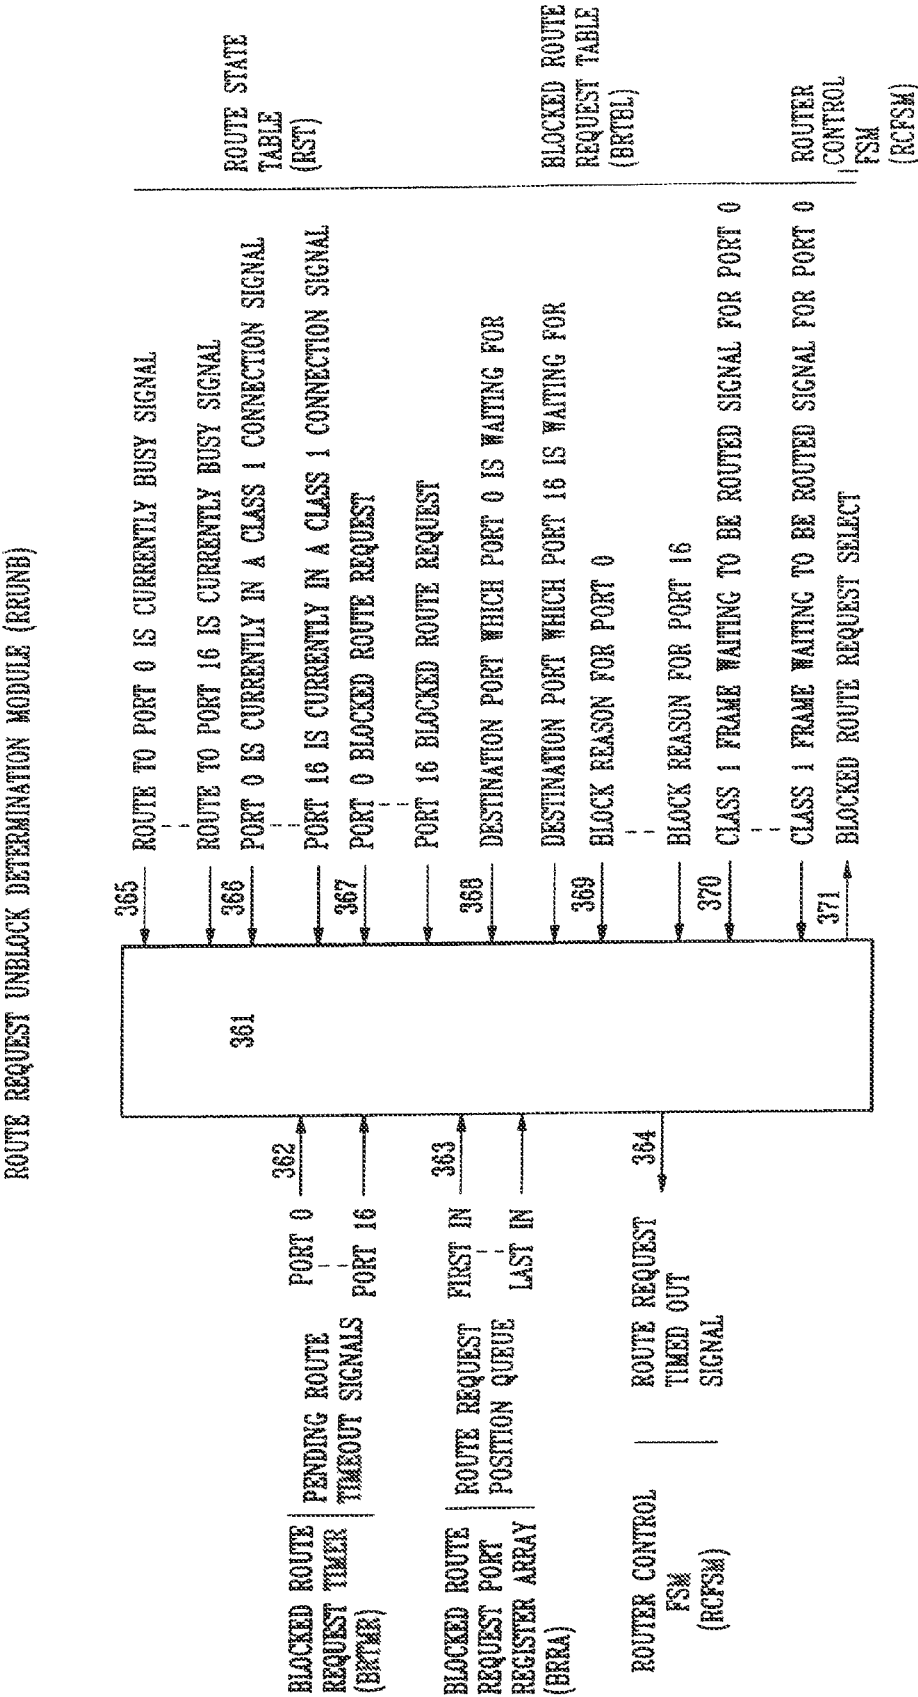 ROUTE REQUEST UNBLOCK DETERMINATION MODULE (RRUNB)
BLOCKED ROUTE
REQUEST TIMER
(BRTMR)
PENDING ROUTE
TIMEOUT SIGNALS
PORT 0
PORT 16
362
BLOCKED ROUTE
REQUEST PORT
REGISTER ARRAY
(BRRA)
ROUTE REQUEST
POSITION QUEUE
FIRST IN
LAST IN
363
ROUTER CONTROL
FSM
(RCFSM)
ROUTE REQUEST
TIMED OUT
SIGNAL
364
361
365
ROUTE TO PORT 0 IS CURRENTLY BUSY SIGNAL
ROUTE TO PORT 16 IS CURRENTLY BUSY SIGNAL
366
PORT 0 IS CURRENTLY IN A CLASS 1 CONNECTION SIGNAL
PORT 16 IS CURRENTLY IN A CLASS 1 CONNECTION SIGNAL
367
PORT 0 BLOCKED ROUTE REQUEST
PORT 16 BLOCKED ROUTE REQUEST
368
DESTINATION PORT WHICH PORT 0 IS WAITING FOR
DESTINATION PORT WHICH PORT 16 IS WAITING FOR
369
BLOCK REASON FOR PORT 0
BLOCK REASON FOR PORT 16
370
CLASS 1 FRAME WAITING TO BE ROUTED SIGNAL FOR PORT 0
CLASS 1 FRAME WAITING TO BE ROUTED SIGNAL FOR PORT 0
371
BLOCKED ROUTE REQUEST SELECT
ROUTE STATE
TABLE
(RST)
BLOCKED ROUTE
REQUEST TABLE
(BRTBL)
ROUTER
CONTROL
FSM
(RCFSM)